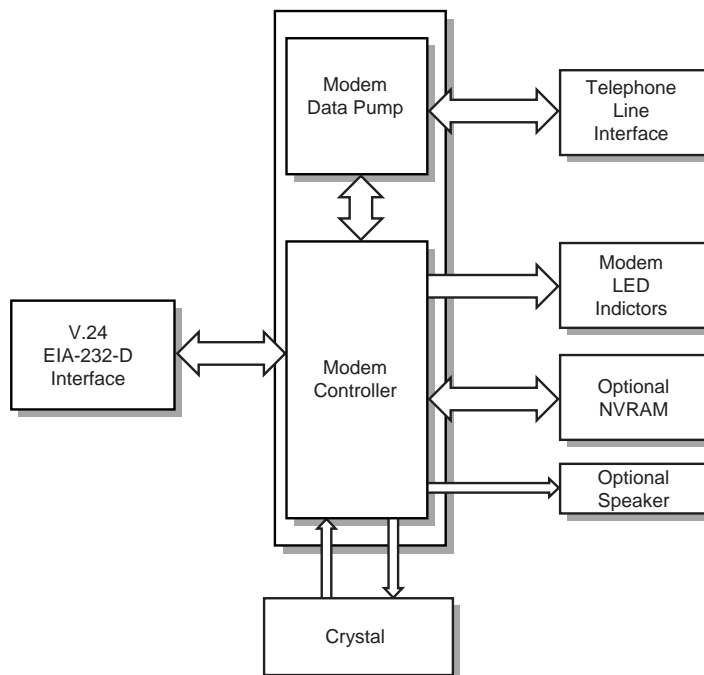 Modem
Data Pump
Telephone
Line
Interface
Modem
LED
Indictors
V.24
EIA-232-D
Interface
Modem
Controller
Optional
NVRAM
Optional
Speaker
Crystal